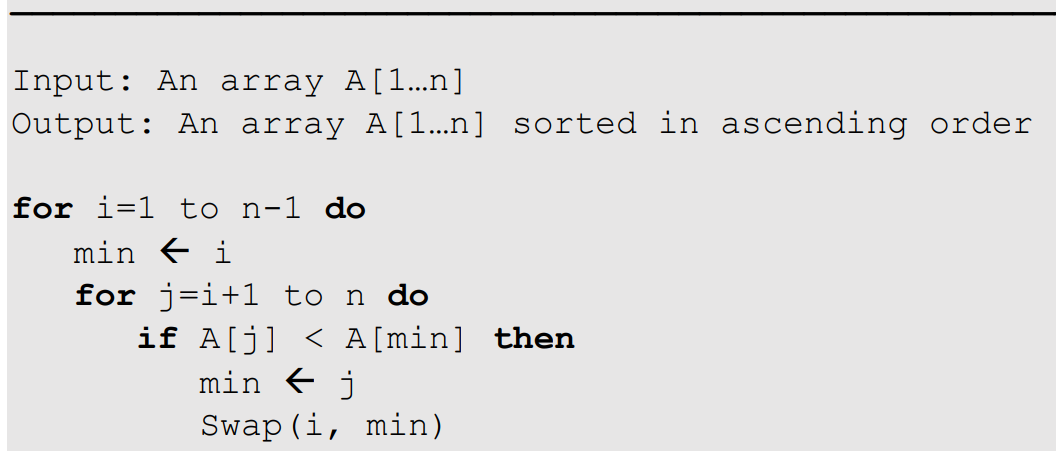 Input: An array A[1…n]
Output: An array A[1…n] sorted in ascending order
for i=1 to n-1 do
min ← i
for j=i+1 to n do
if A[j] < A[min] then
min ← j
Swap(i, min)